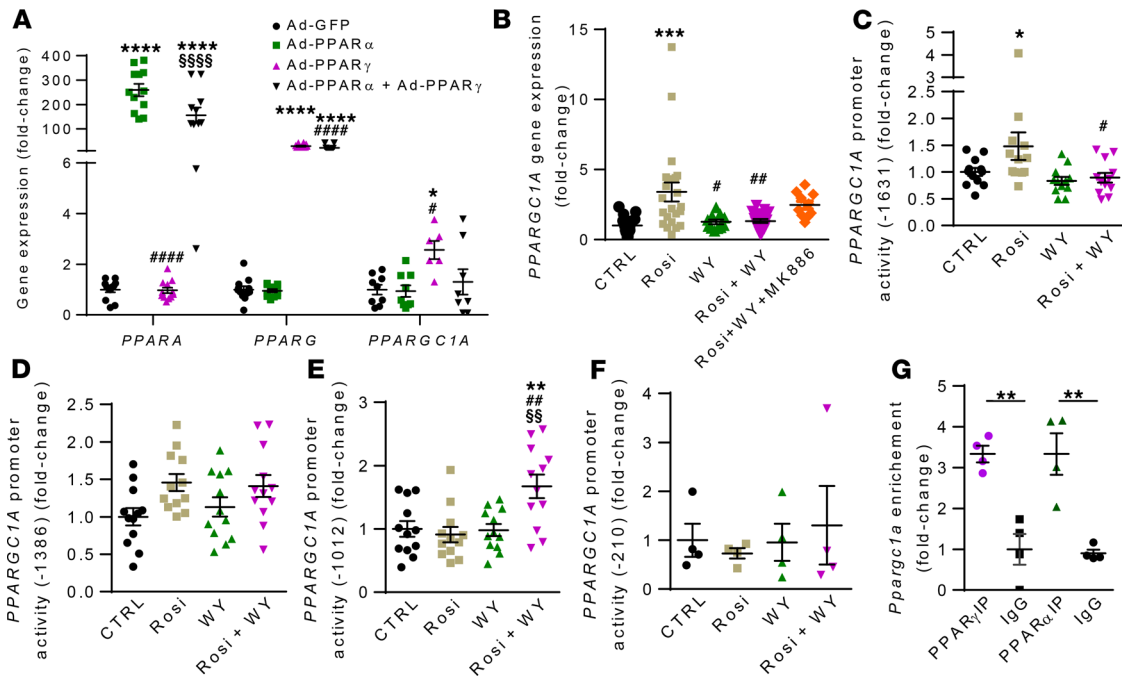 A
Gene expression (fold-change)
400
300
200
100
6
4
2
0
● Ad-GFP
■ Ad-PPARα
▲ Ad-PPARγ
▼ Ad-PPARα + Ad-PPARγ
****
****
§§§§
####
****
****
####
*
#
PPARA
PPARG
PPARGC1A
B
PPARGC1A gene expression
(fold-change)
15
10
5
0
***
#
##
CTRL
Rosi
WY
Rosi + WY
Rosi+WY+MK886
C
PPARGC1A promoter
activity (-1631) (fold-change)
5
4
3
2.0
1.5
1.0
0.5
0.0
*
#
CTRL
Rosi
WY
Rosi + WY
D
PPARGC1A promoter
activity (-1386) (fold-change)
2.5
2.0
1.5
1.0
0.5
0.0
CTRL
Rosi
WY
Rosi + WY
E
PPARGC1A promoter
activity (-1012) (fold-change)
3
2
1
0
**
##
§§
CTRL
Rosi
WY
Rosi + WY
F
PPARGC1A promoter
activity (-210) (fold-change)
4
3
2
1
0
CTRL
Rosi
WY
Rosi + WY
G
Ppargc1a enrichment
(fold-change)
5
4
3
2
1
0
**
**
PPARγ IP
IgG
PPARα IP
IgG